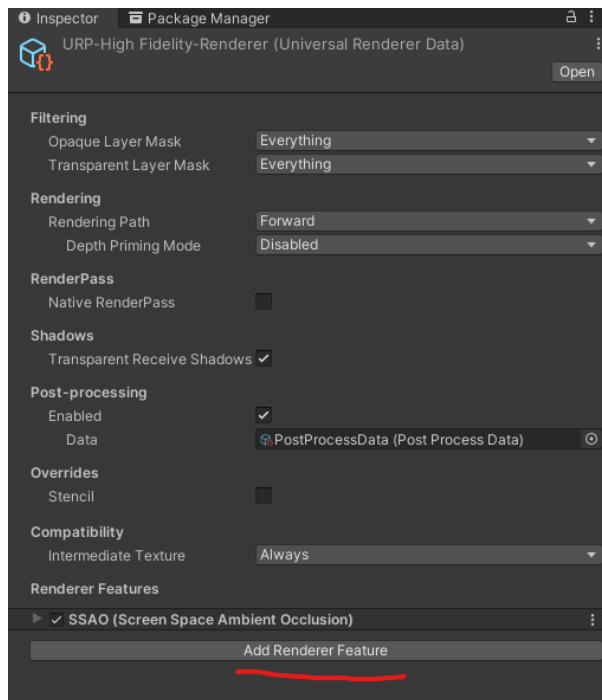 Inspector Package Manager
URP-High Fidelity-Renderer (Universal Renderer Data)
Open
Filtering
Opaque Layer Mask Everything
Transparent Layer Mask Everything
Rendering
Rendering Path Forward
Depth Priming Mode Disabled
RenderPass
Native RenderPass
Shadows
Transparent Receive Shadows
Post-processing
Enabled
Data PostProcessData (Post Process Data)
Overrides
Stencil
Compatibility
Intermediate Texture Always
Renderer Features
SSAO (Screen Space Ambient Occlusion)
Add Renderer Feature